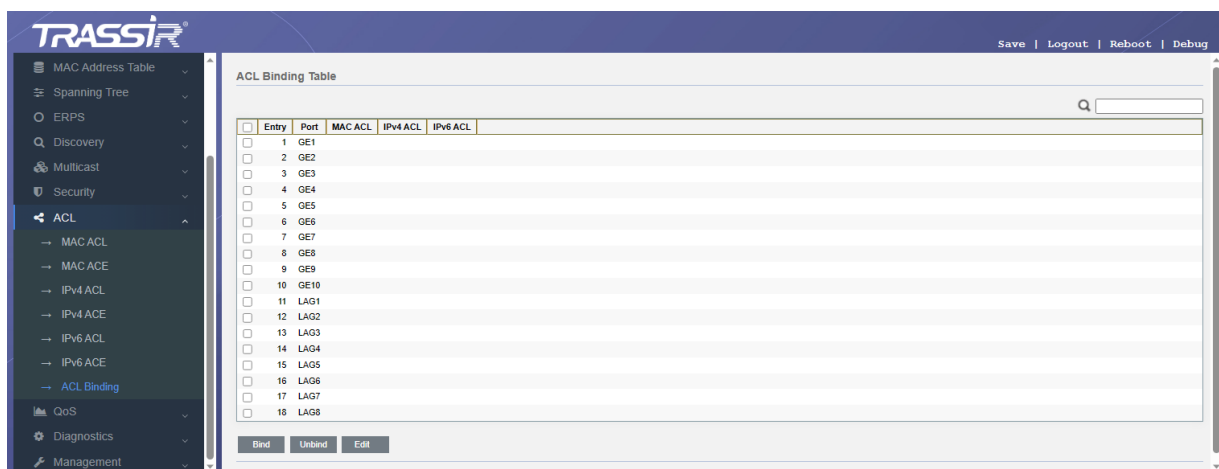 TRASSIR
Save | Logout | Reboot | Debug
MAC Address Table
Spanning Tree
ERPS
Discovery
Multicast
Security
ACL
→ MAC ACL
→ MAC ACE
→ IPv4 ACL
→ IPv4 ACE
→ IPv6 ACL
→ IPv6 ACE
→ ACL Binding
QoS
Diagnostics
Management
ACL Binding Table
Entry Port MAC ACL IPv4 ACL IPv6 ACL
1 GE1
2 GE2
3 GE3
4 GE4
5 GE5
6 GE6
7 GE7
8 GE8
9 GE9
10 GE10
11 LAG1
12 LAG2
13 LAG3
14 LAG4
15 LAG5
16 LAG6
17 LAG7
18 LAG8
Bind Unbind Edit